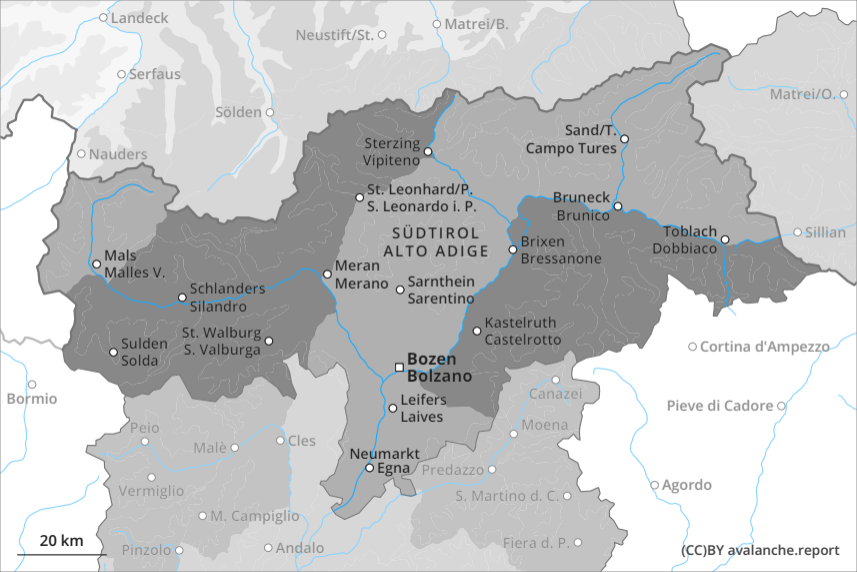 Landeck
Matrei/B.
Neustift/St.
Serfaus
Matrei/O.
Sölden
Sand/T.
Campo Tures
Sterzing
Vipiteno
Nauders
St. Leonhard/P.
S. Leonardo i. P.
Bruneck
Brunico
SÜDTIROL
ALTO ADIGE
Toblach
Dobbiaco
Sillian
Brixen
Bressanone
Mals
Malles V.
Meran
Merano
Sarnthein
Sarentino
Schlanders
Silandro
Kastelruth
Castelrotto
St. Walburg
S. Valburga
Sulden
Solda
Cortina d'Ampezzo
Bozen
Bolzano
Bormio
Canazei
Leifers
Laives
Pieve di Cadore
Moena
Peio
Malè
Cles
Neumarkt
Egna
Predazzo
Vermiglio
Agordo
S. Martino d. C.
M. Campiglio
20 km
Pinzolo
Andalo
Fiera d. P.
(CC)BY avalanche.report